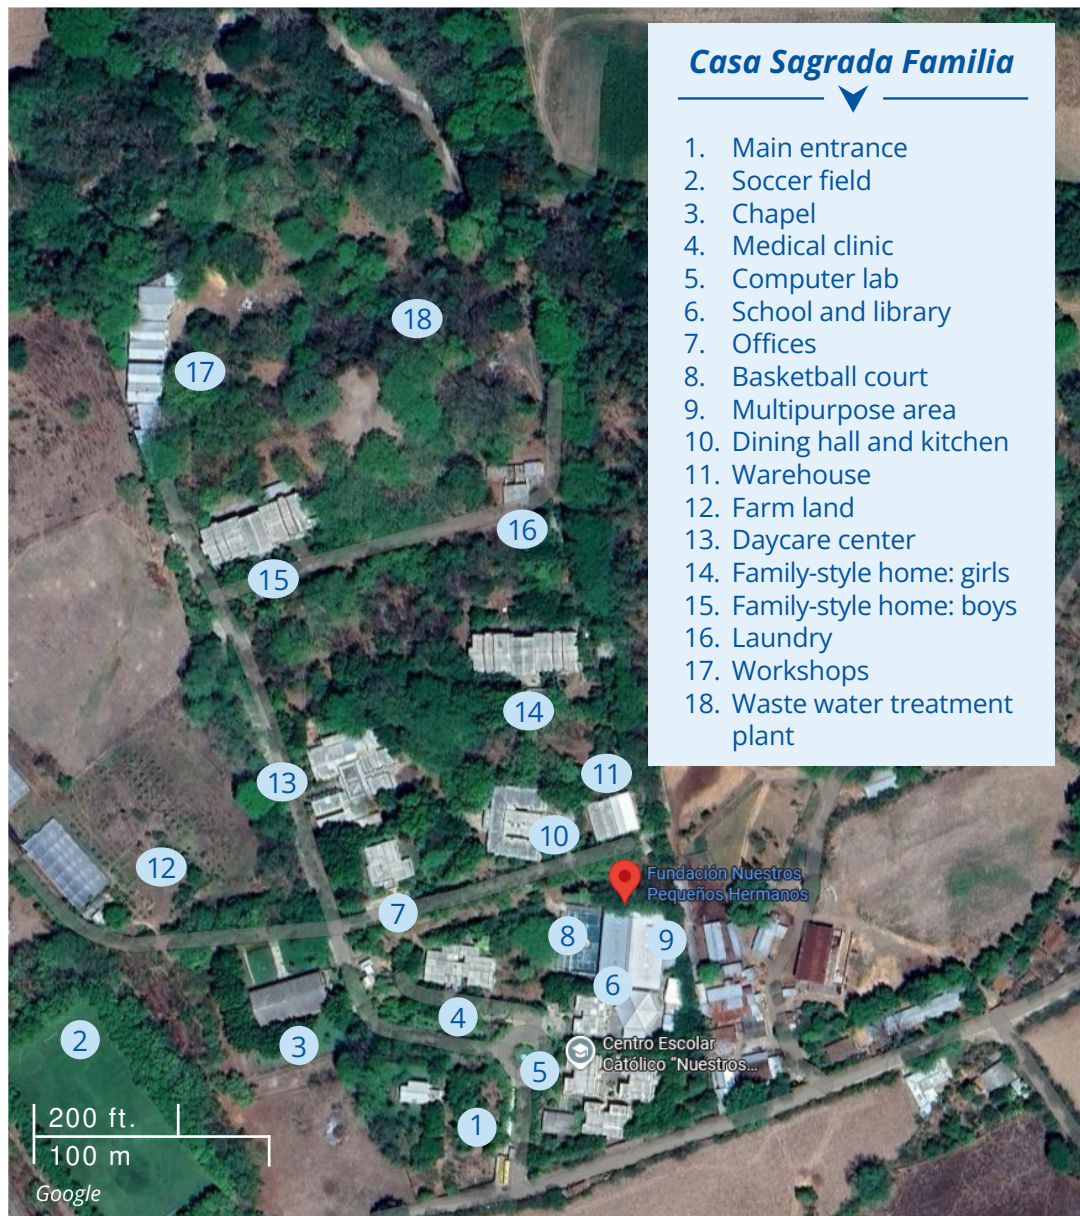 Casa Sagrada Familia
1. Main entrance
2. Soccer field
3. Chapel
4. Medical clinic
5. Computer lab
6. School and library
7. Offices
8. Basketball court
9. Multipurpose area
10. Dining hall and kitchen
11. Warehouse
12. Farm land
13. Daycare center
14. Family-style home: girls
15. Family-style home: boys
16. Laundry
17. Workshops
18. Waste water treatment
plant
18
17
16
15
14
13
11
10
12
Fundación Nuestros
Pequeños Hermanos
7
8
9
6
4
2
3
Centro Escolar
Católico "Nuestros...
5
1
200 ft.
100 m
Google